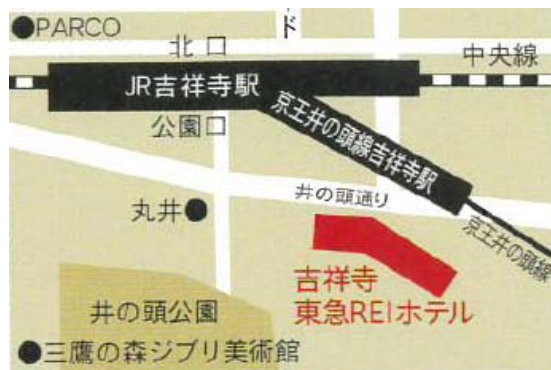 ●PARCO
ド
北口
中央線
JR吉祥寺駅
公園口
京王井の頭線吉祥寺駅
井の頭通り
丸井●
京王井の頭線
吉祥寺
東急REIホテル
井の頭公園
●三鷹の森ジブリ美術館